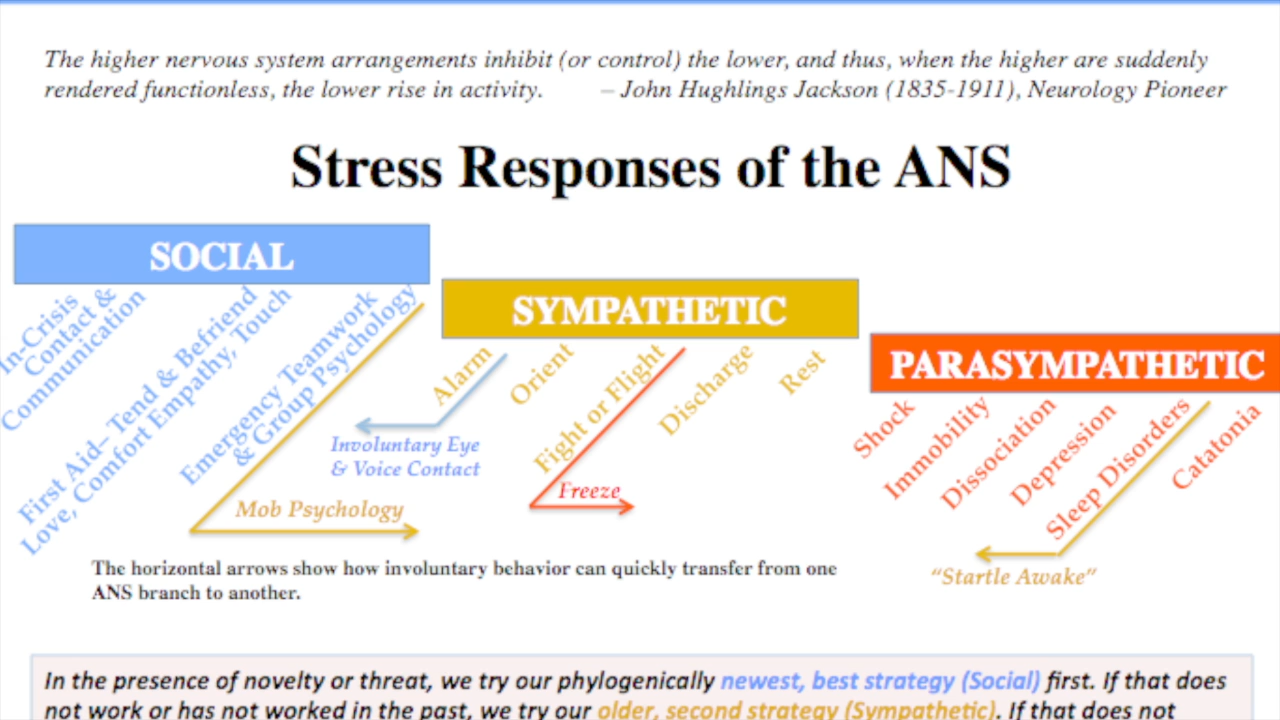 The higher nervous system arrangements inhibit (or control) the lower, and thus, when the higher are suddenly
rendered functionless, the lower rise in activity. – John Hughlings Jackson (1835-1911), Neurology Pioneer
Stress Responses of the ANS
SOCIAL
In-Crisis
Contact &
Communication
First Aid– Tend & Befriend
Love, Comfort Empathy, Touch
Emergency Teamwork
& Group Psychology
Mob Psychology
SYMPATHETIC
Alarm
Involuntary Eye
& Voice Contact
Orient
Fight or Flight
Freeze
Discharge
Rest
PARASYMPATHETIC
Shock
Immobility
Dissociation
Depression
Sleep Disorders
“Startle Awake”
Catatonia
The horizontal arrows show how involuntary behavior can quickly transfer from one
ANS branch to another.
In the presence of novelty or threat, we try our phylogenically newest, best strategy (Social) first. If that does
not work or has not worked in the past, we try our older, second strategy (Sympathetic). If that does not